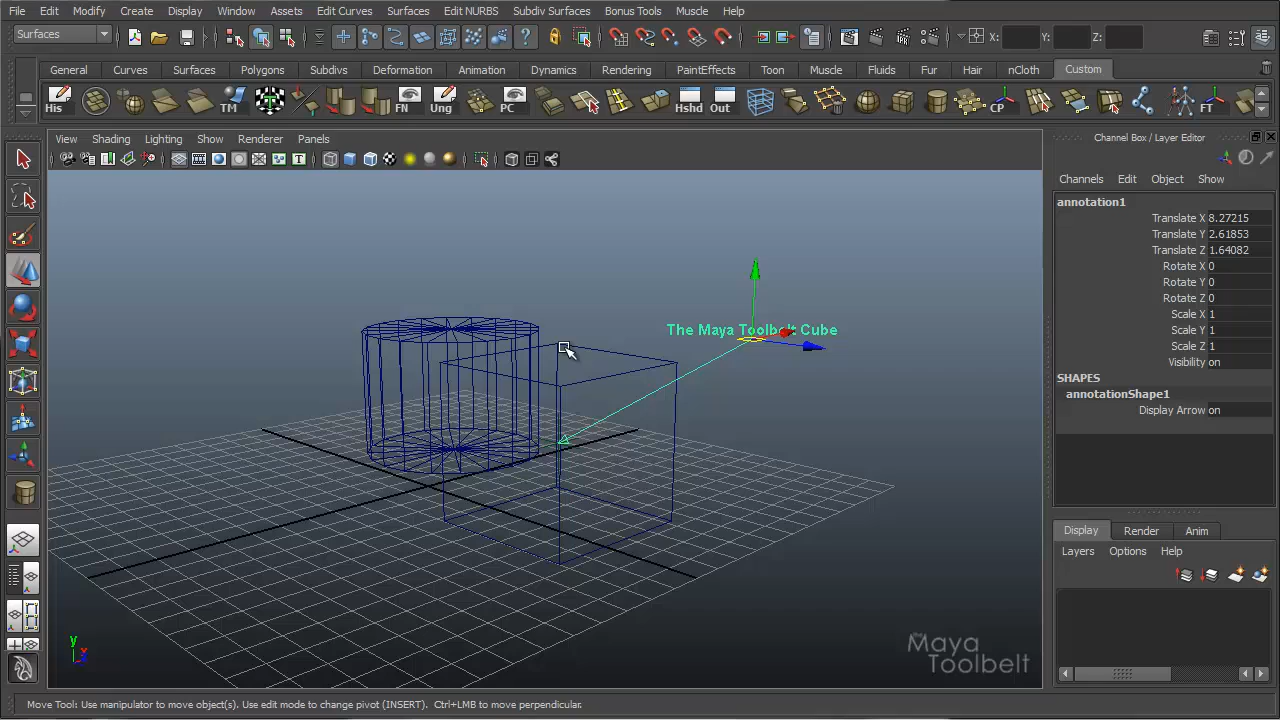 File Edit Modify Create Display Window Assets Edit Curves Surfaces Edit NURBS Subdiv Surfaces Bonus Tools Muscle Help
Surfaces X: Y: Z:
General Curves Surfaces Polygons Subdivs Deformation Animation Dynamics Rendering PaintEffects Toon Muscle Fluids Fur Hair nCloth Custom
His TM FN Ung PC Hshd Out CP FT
View Shading Lighting Show Renderer Panels
Channel Box / Layer Editor
Channels Edit Object Show
annotation1
Translate X 8.27215
Translate Y 2.61853
Translate Z 1.64082
Rotate X 0
Rotate Y 0
Rotate Z 0
Scale X 1
Scale Y 1
Scale Z 1
Visibility on
SHAPES
annotationShape1
Display Arrow on
The Maya Toolbelt Cube
Display Render Anim
Layers Options Help
y
the Maya
Toolbelt
Move Tool: Use manipulator to move object(s). Use edit mode to change pivot (INSERT). Ctrl+LMB to move perpendicular.